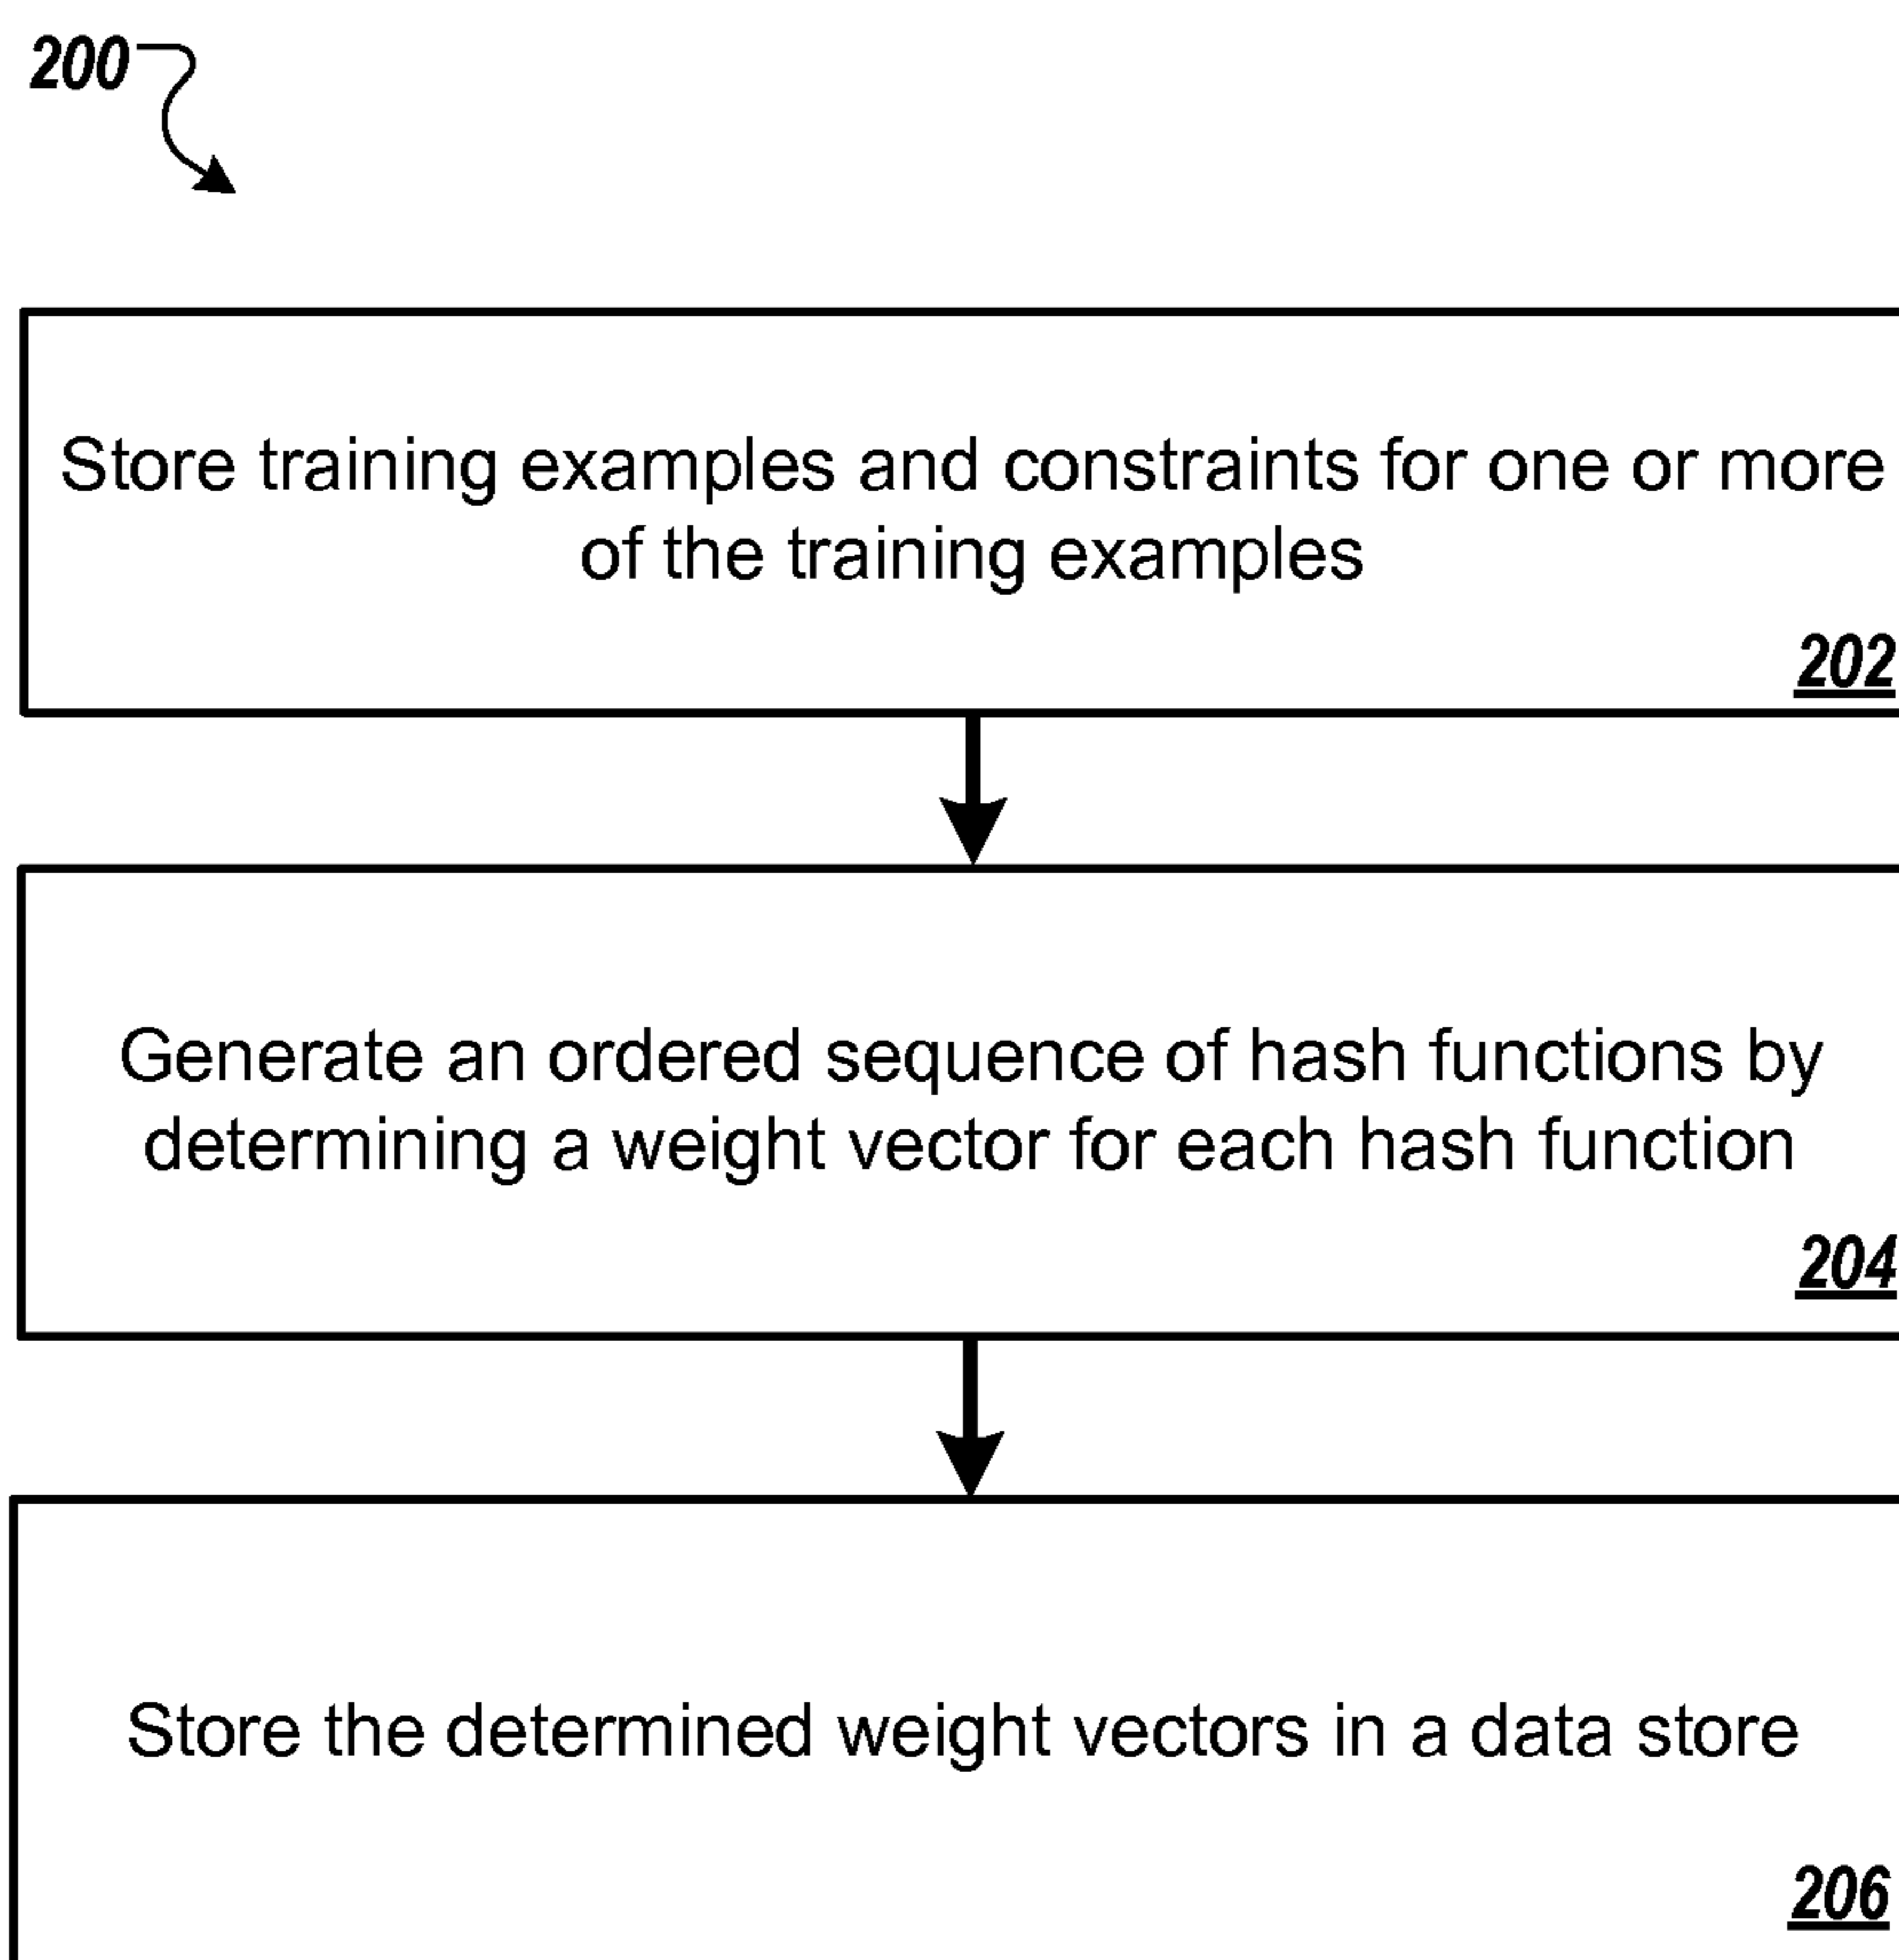 200
Store training examples and constraints for one or more
of the training examples
202
Generate an ordered sequence of hash functions by
determining a weight vector for each hash function
204
Store the determined weight vectors in a data store
206